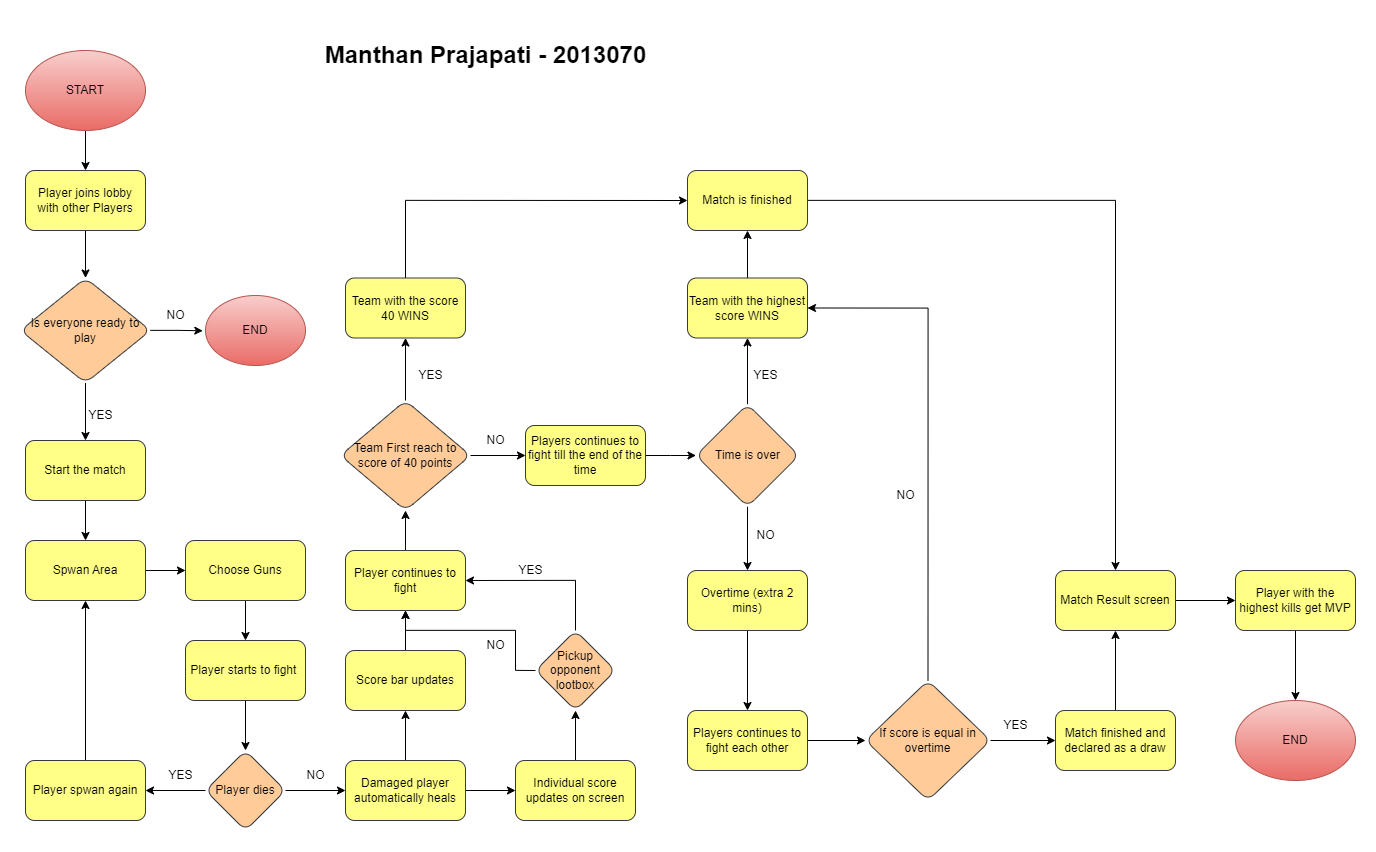 Manthan Prajapati - 2013070
START
Player joins lobby
with other Players
Is everyone ready to
play
NO
END
YES
Start the match
Spwan Area
Choose Guns
Player starts to fight
Player dies
YES
Player spwan again
NO
Damaged player
automatically heals
Score bar updates
Individual score
updates on screen
Pickup
opponent
lootbox
NO
YES
Player continues to
fight
Team First reach to
score of 40 points
YES
Team with the score
40 WINS
NO
Players continues to
fight till the end of the
time
Time is over
YES
Team with the highest
score WINS
Match is finished
NO
Overtime (extra 2
mins)
Players continues to
fight each other
If score is equal in
overtime
NO
YES
Match finished and
declared as a draw
Match Result screen
Player with the
highest kills get MVP
END